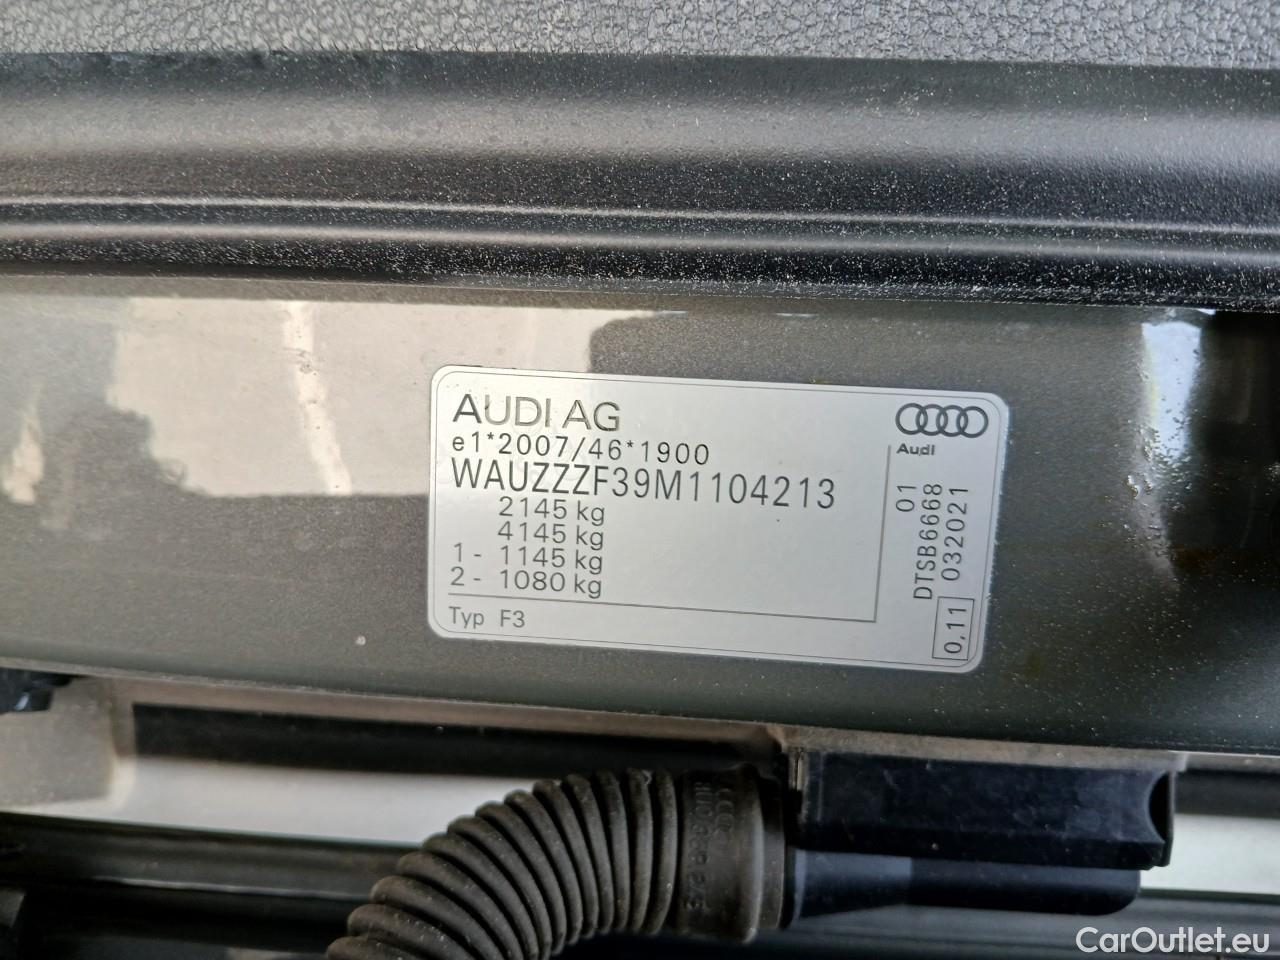 AUDI AG
e1*2007/46*1900
WAUZZZF39M1104213
2145 kg
4145 kg
1 - 1145 kg
2 - 1080 kg
Typ F3
Audi
01
DTSB6668
032021
0,11
CarOutlet.eu